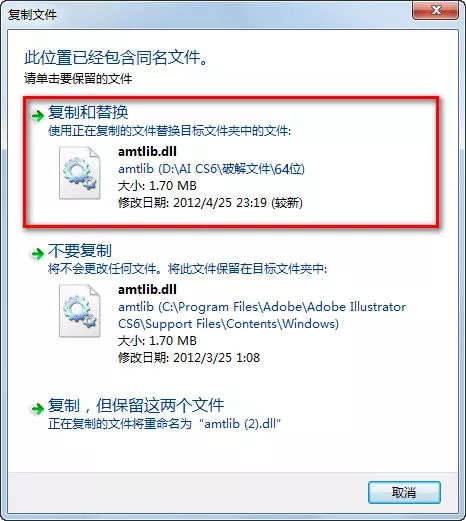 复制文件
此位置已经包含同名文件。
请单击要保留的文件
复制和替换
使用正在复制的文件替换目标文件夹中的文件:
amtlib.dll
amtlib (D:\AI CS6\破解文件\64位)
大小: 1.70 MB
修改日期: 2012/4/25 23:19 (较新)
不要复制
将不会更改任何文件。将此文件保留在目标文件夹中:
amtlib.dll
amtlib (C:\Program Files\Adobe\Adobe Illustrator
CS6\Support Files\Contents\Windows)
大小: 1.70 MB
修改日期: 2012/3/25 1:08
复制，但保留这两个文件
正在复制的文件将重命名为“amtlib (2).dll”
取消